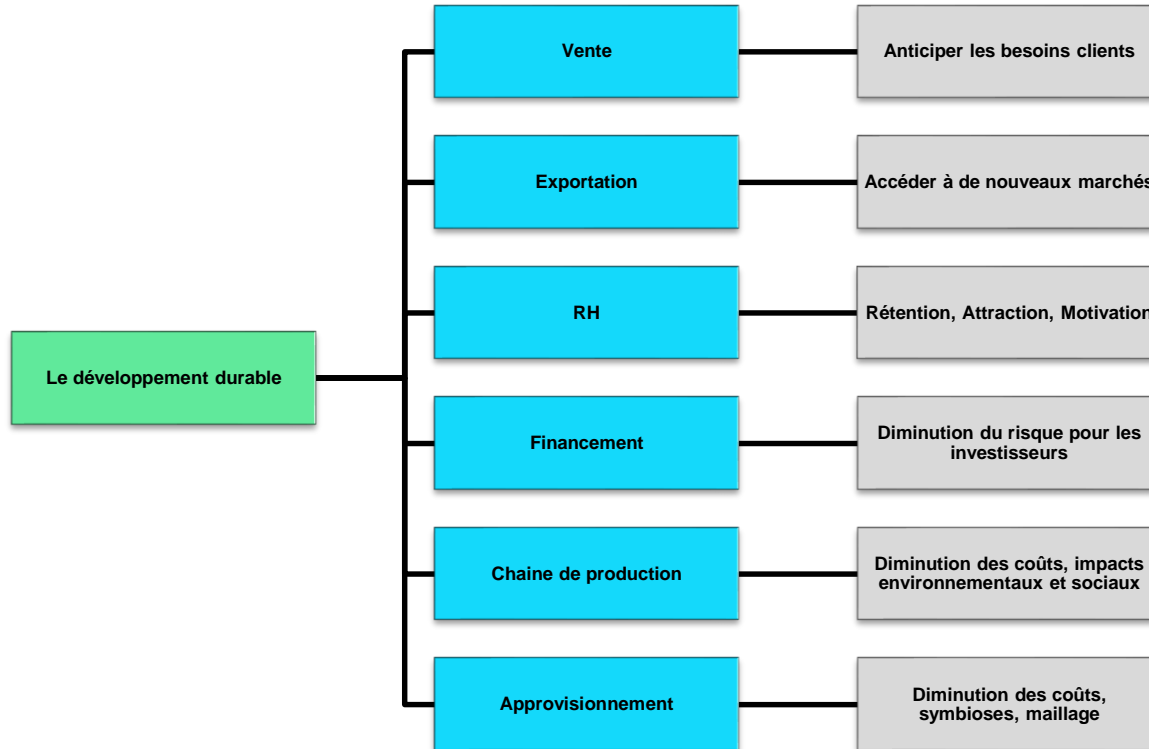 Vente
Anticiper les besoins clients
Exportation
Accéder à de nouveaux marchés
RH
Rétention, Attraction, Motivation
Le développement durable
Financement
Diminution du risque pour les
investisseurs
Chaine de production
Diminution des coûts, impacts
environnementaux et sociaux
Approvisionnement
Diminution des coûts,
symbioses, maillage